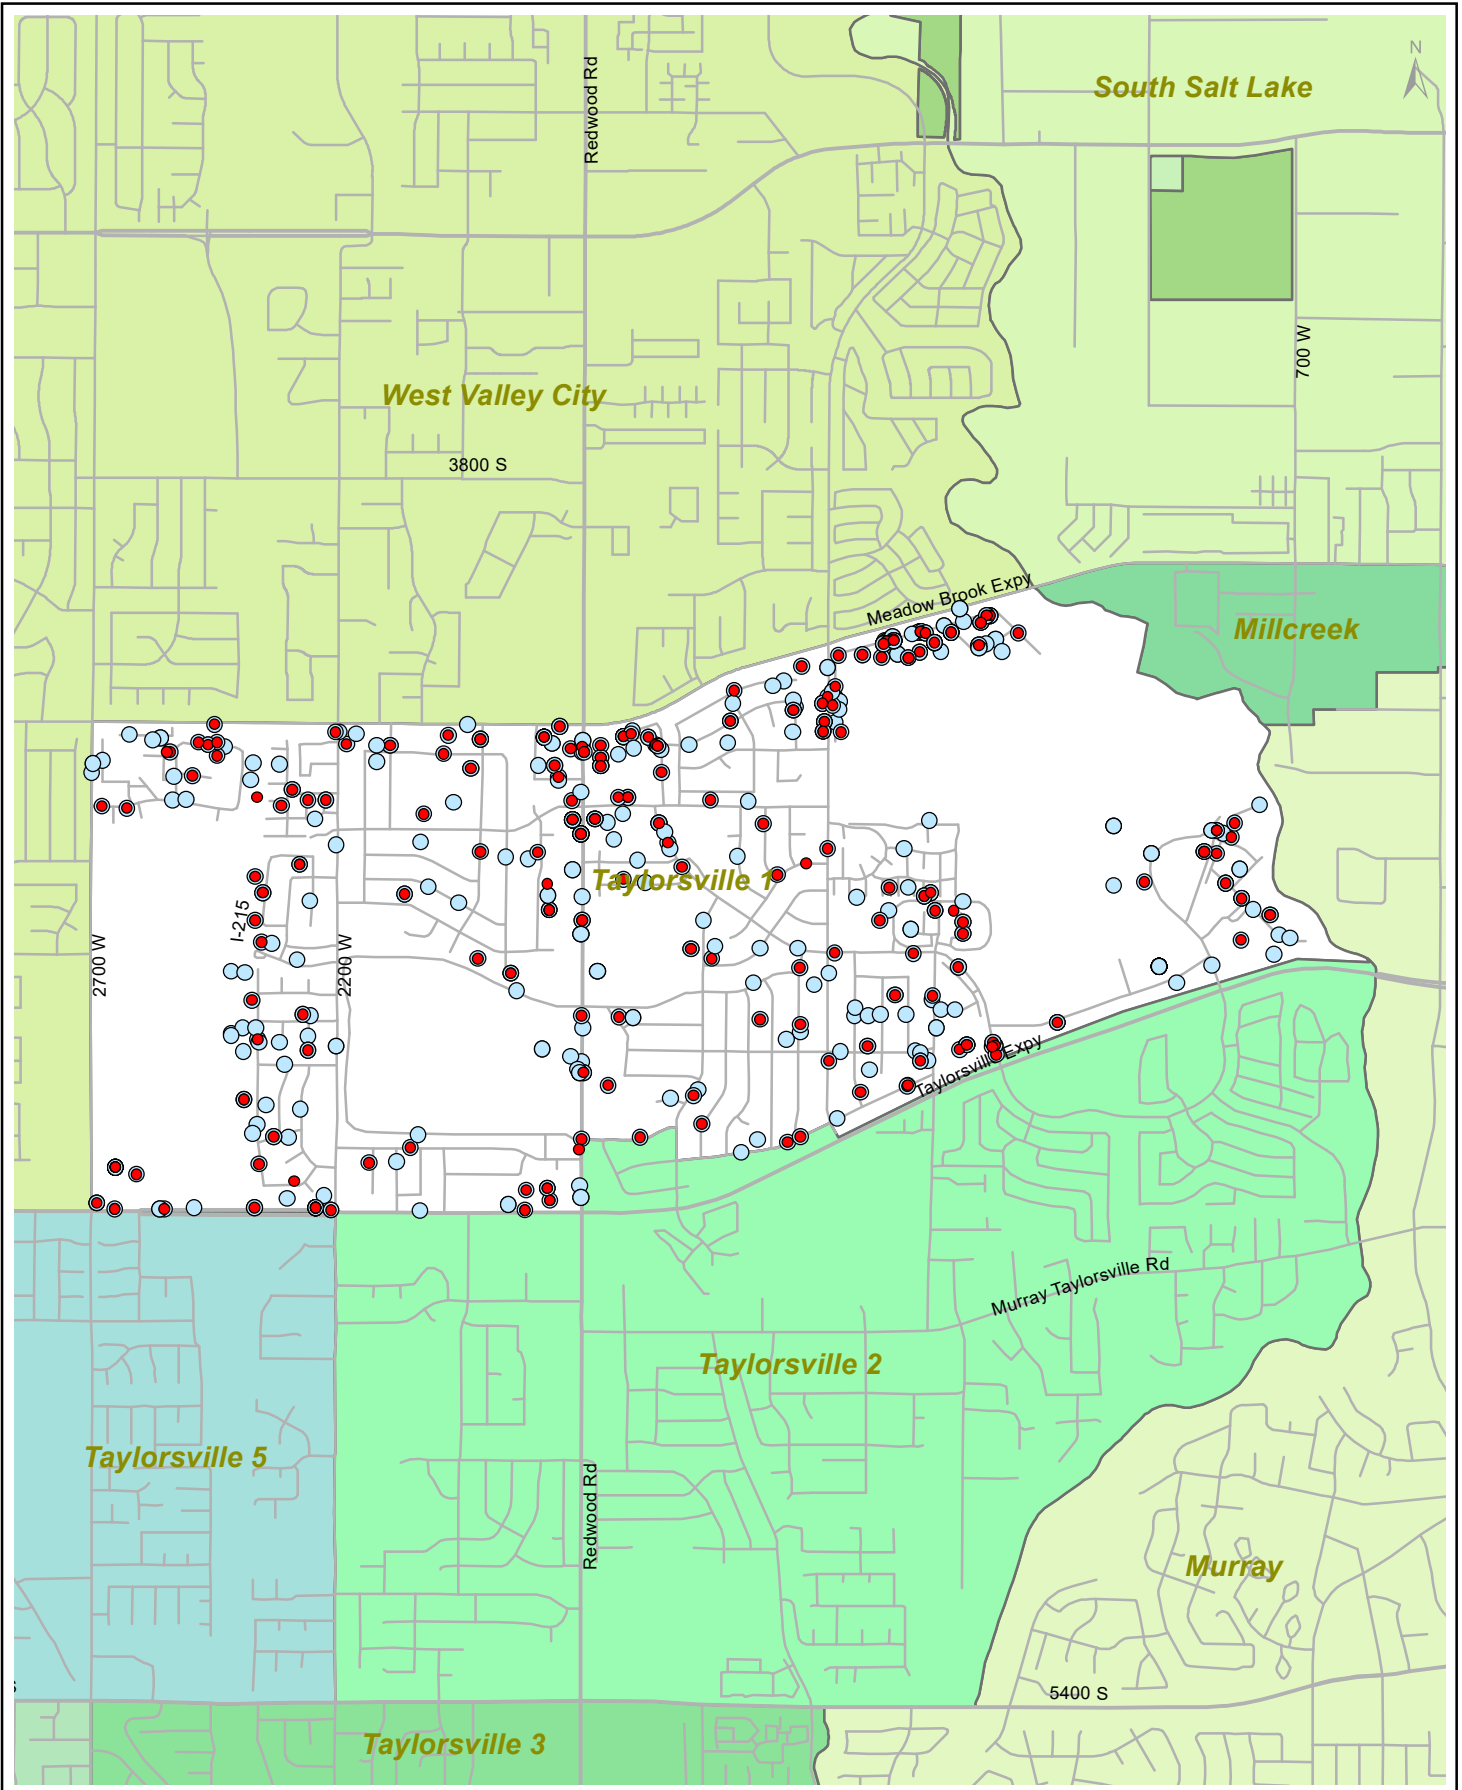 N
South Salt Lake
Redwood Rd
700 W
West Valley City
3800 S
Meadow Brook Expy
Millcreek
Taylorsville 1
I-215
2700 W
2200 W
Taylorsville Expy
Murray Taylorsville Rd
Taylorsville 2
Taylorsville 5
Redwood Rd
Murray
5400 S
Taylorsville 3